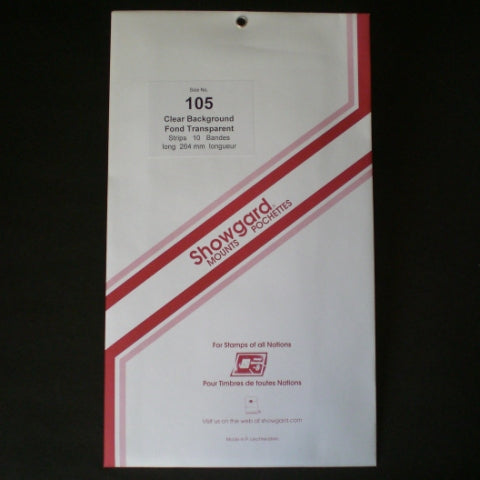 Size No.
105
Clear Background
Fond Transparent
Strips 10 Bandes
long 204 mm longueur
Showgard®
MOUNTS POCHETTES
For Stamps of all Nations
Pour Timbres de toutes Nations
Visit us on the web at showgard.com
Made in F. Liechtenstein